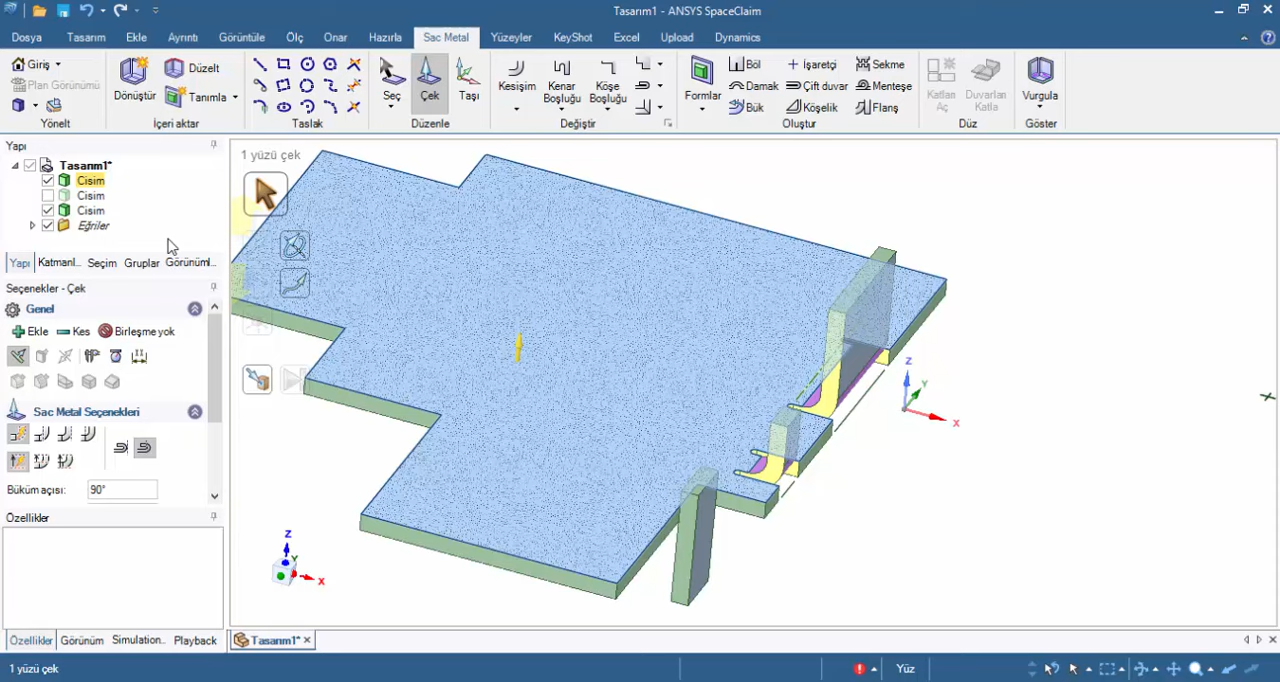 Tasarım1 - ANSYS SpaceClaim
Dosya Tasarım Ekle Ayrıntı Görüntüle Ölç Onar Hazırla Sac Metal Yüzeyler KeyShot Excel Upload Dynamics
Giriş
Plan Görünümü
Yönelt
Dönüştür
Düzelt
Tanımla
İçeri aktar
Taslak
Seç
Çek
Taşı
Düzenle
Kesişim
Kenar Boşluğu
Köşe Boşluğu
Değiştir
Formlar
Böl
Damak
Bük
İşaretçi
Çift duvar
Köşelik
Sekme
Menteşe
Flanş
Oluştur
Katları Aç
Duvarları Katla
Düz
Vurgula
Göster
Yapı
Tasarım1*
Cisim
Cisim
Cisim
Eğriler
Yapı Katmanl... Seçim Gruplar Görünüml...
Seçenekler - Çek
Genel
Ekle Kes Birleşme yok
Sac Metal Seçenekleri
Büküm açısı: 90°
Özellikler
Özellikler Görünüm Simulation... Playback
1 yüzü çek
Z
Y
X
Z
Y
X
Tasarım1*
1 yüzü çek
Yüz